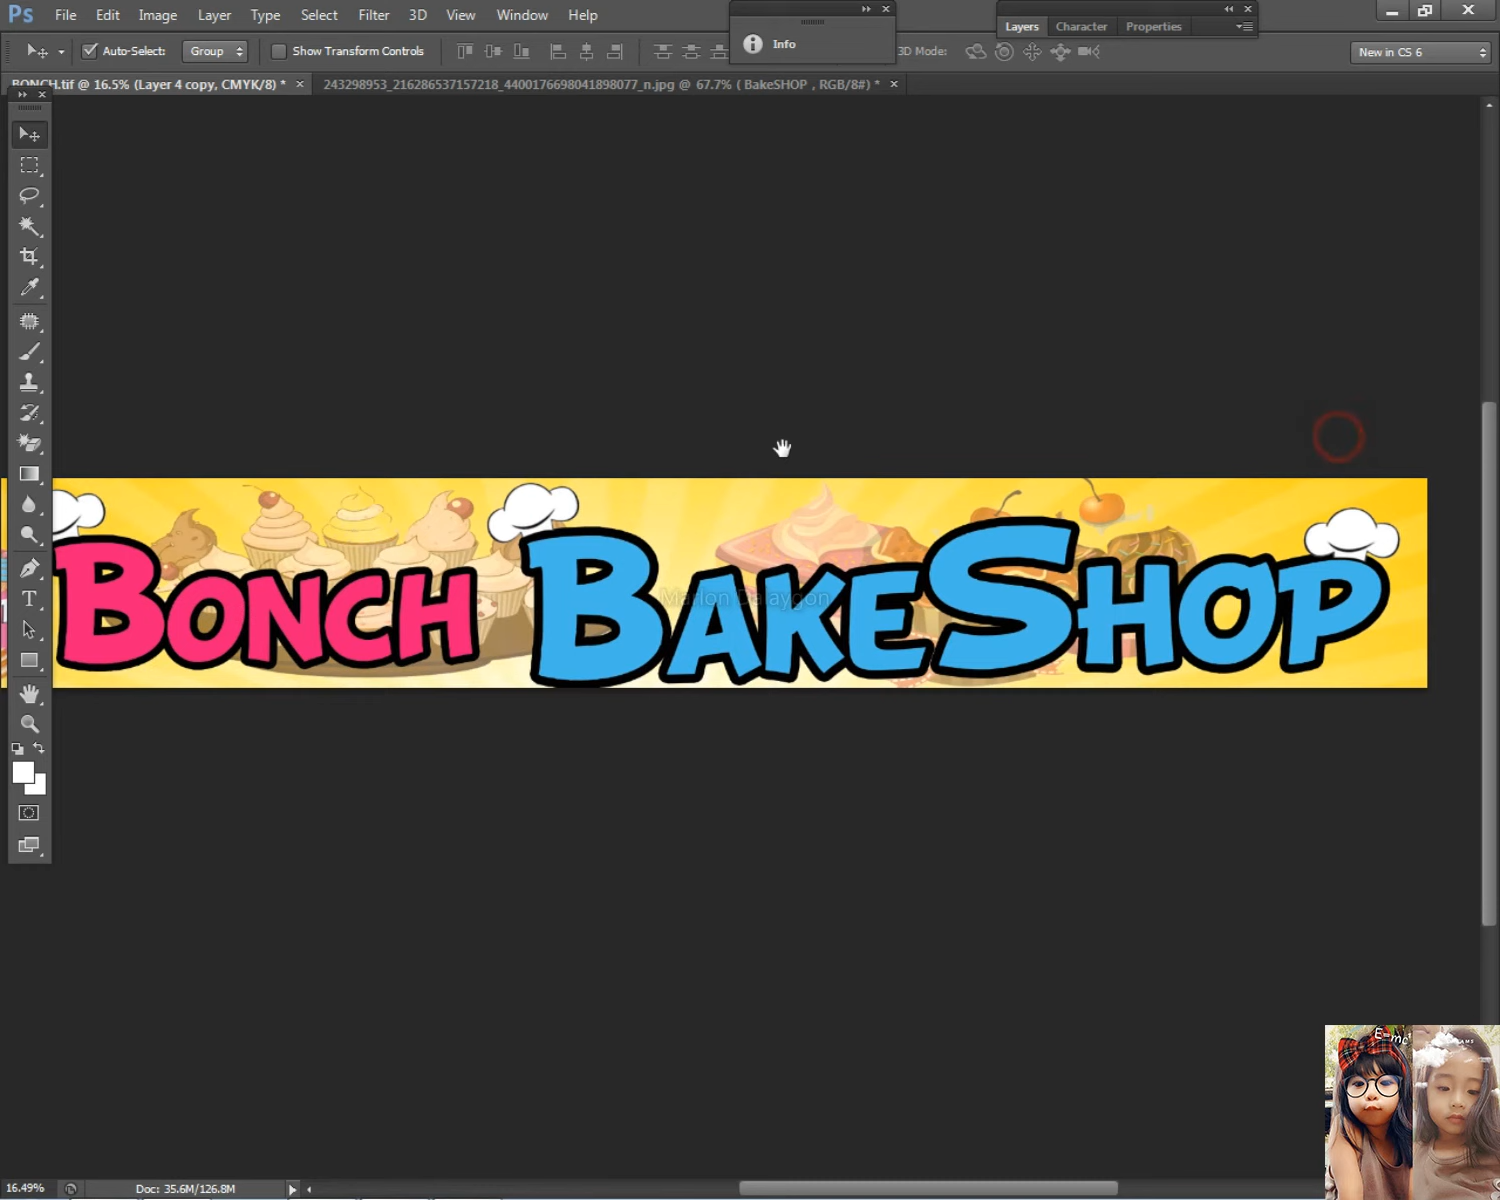 Ps File Edit Image Layer Type Select Filter 3D View Window Help
Info
Layers Character Properties
Auto-Select: Group Show Transform Controls 3D Mode: New in CS 6
BONCH.tif @ 16.5% (Layer 4 copy, CMYK/8) * × 243298953_216286537157218_4400176698041898077_n.jpg @ 67.7% ( BakeSHOP , RGB/8#) * ×
BONCH BAKESHOP
Marlon Dalaygon
T
E=mc²
16.49% Doc: 35.6M/126.8M